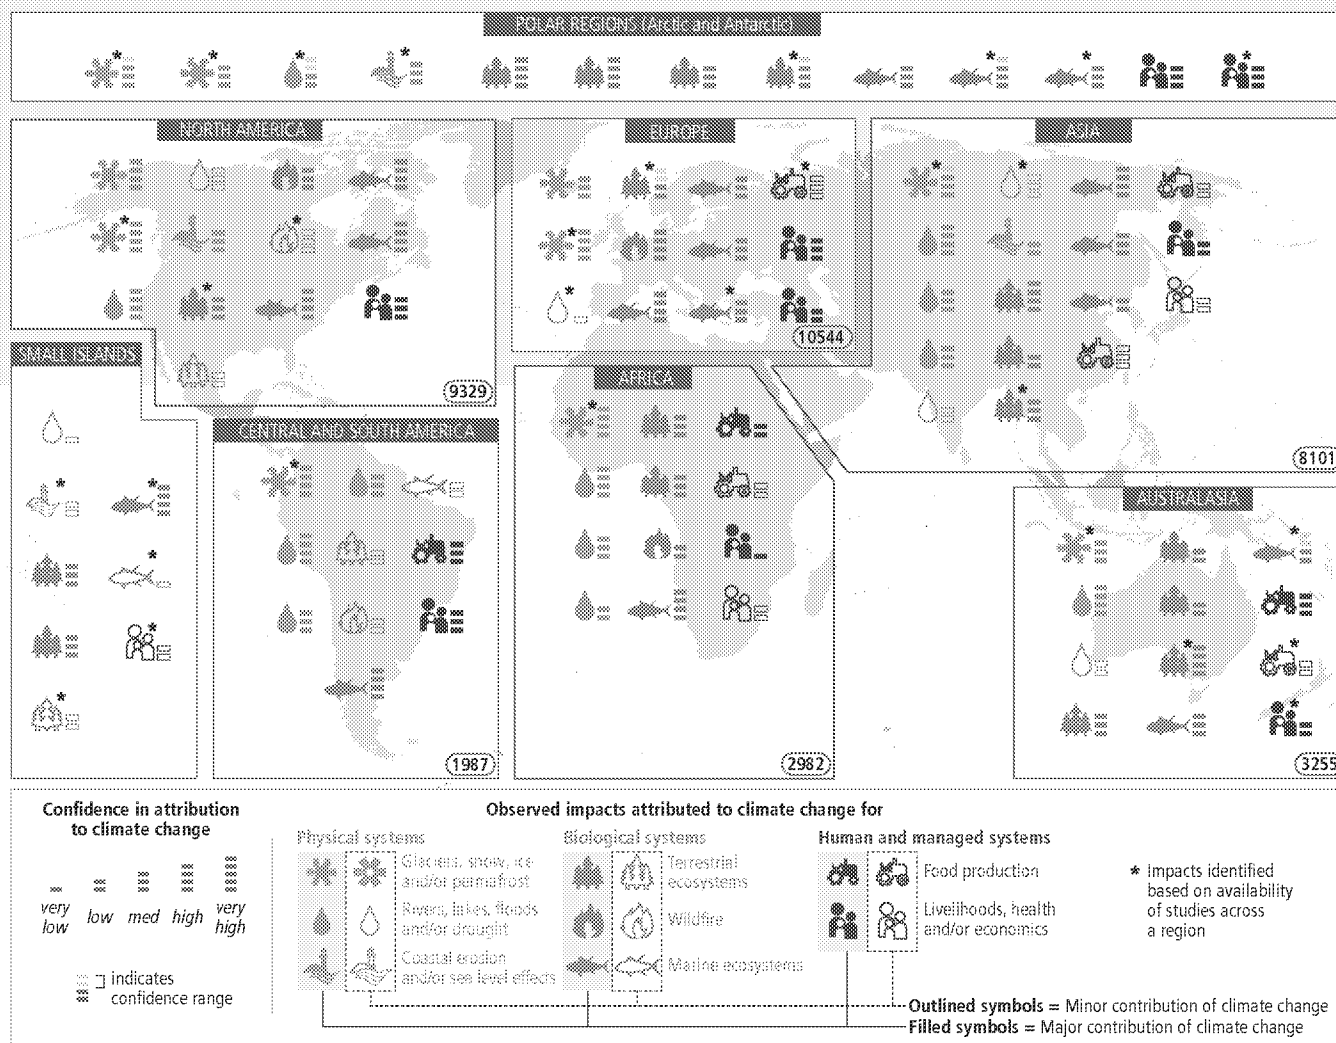 POLAR REGIONS (Arctic and Antarctic)
NORTH AMERICA
EUROPE
ASIA
10544
SMALL ISLANDS
9329
AFRICA
CENTRAL AND SOUTH AMERICA
8101
AUSTRALASIA
1987
2982
3255
Confidence in attribution
to climate change
very low
low
med
high
very high
indicates
confidence range
Observed impacts attributed to climate change for
Physical systems
Glaciers, snow, ice
and/or permafrost
Rivers, lakes, floods
and/or drought
Coastal erosion
and/or sea level effects
Biological systems
Terrestrial
ecosystems
Wildfire
Marine ecosystems
Human and managed systems
Food production
Livelihoods, health
and/or economics
* Impacts identified
based on availability
of studies across
a region
Outlined symbols = Minor contribution of climate change
Filled symbols = Major contribution of climate change